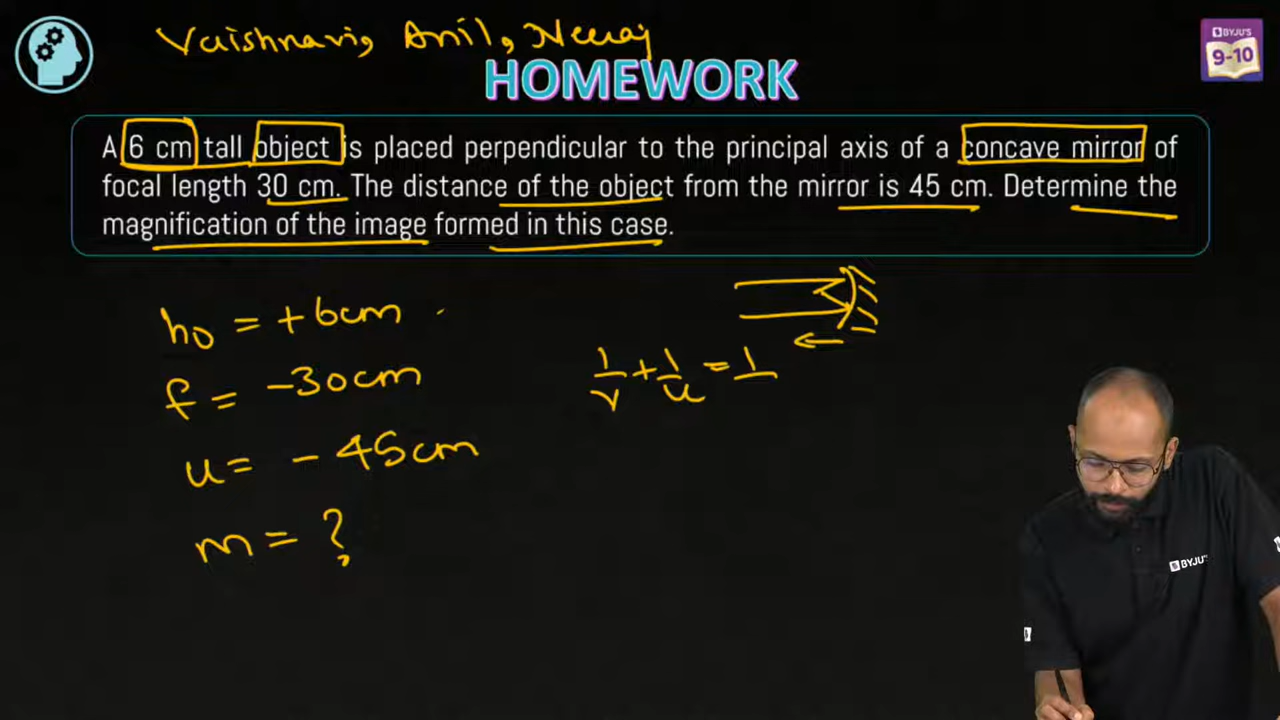 Vaishnavi, Anil, Neeraj
BYJU'S
9-10
HOMEWORK
A 6 cm tall object is placed perpendicular to the principal axis of a concave mirror of
focal length 30 cm. The distance of the object from the mirror is 45 cm. Determine the
magnification of the image formed in this case.
ho = +6cm
f = -30cm
u = - 45cm
m = ?
1/v + 1/u = 1/
BYJU'